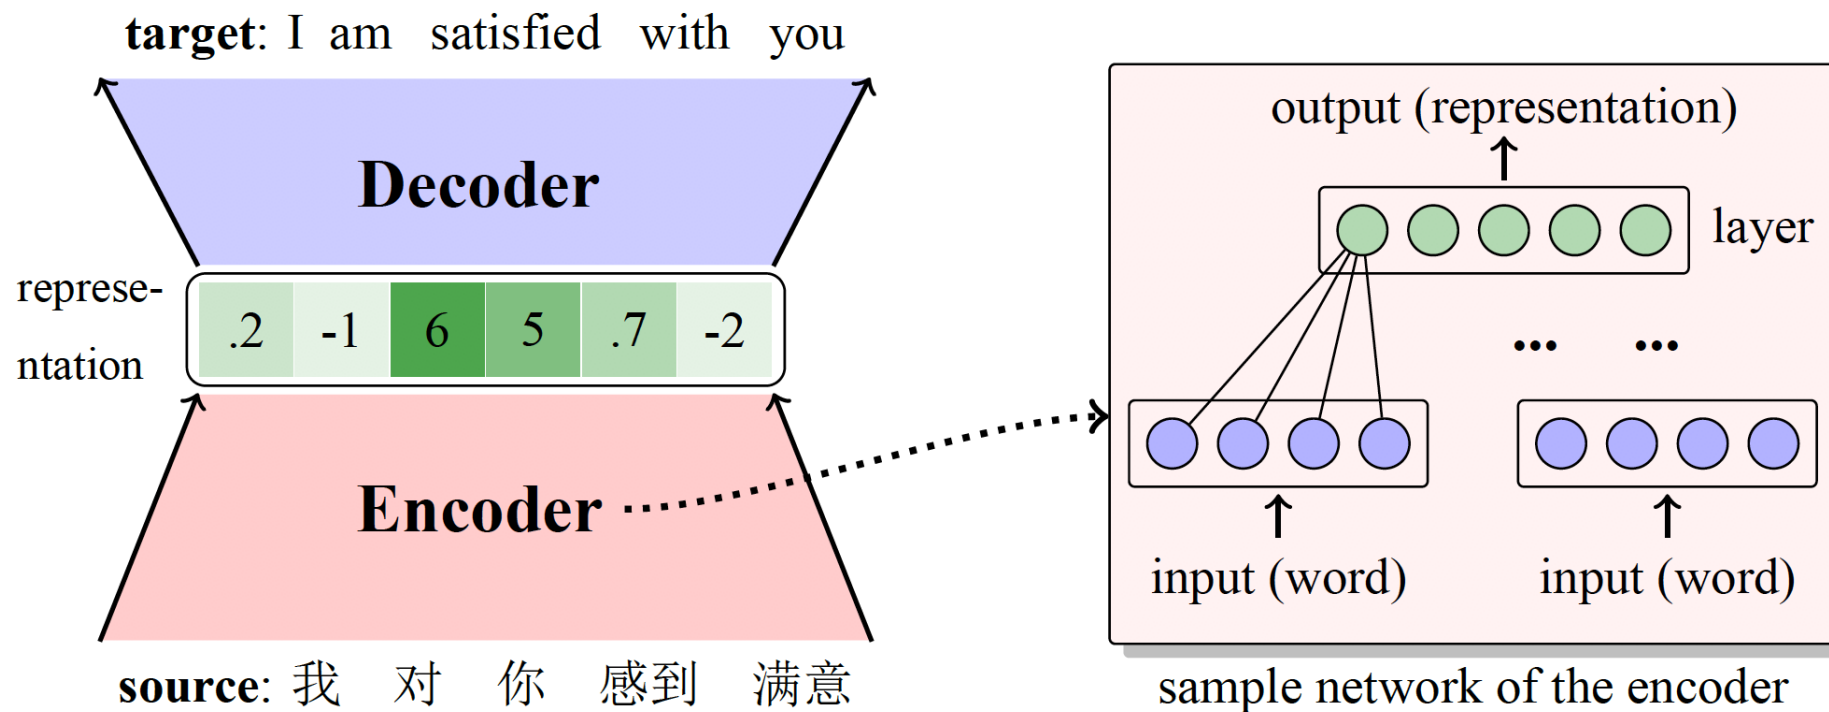 target: I am satisfied with you
Decoder
represe-
ntation
.2 -1 6 5 .7 -2
Encoder
source: 我 对 你 感到 满意
output (representation)
layer
... ...
input (word) input (word)
sample network of the encoder